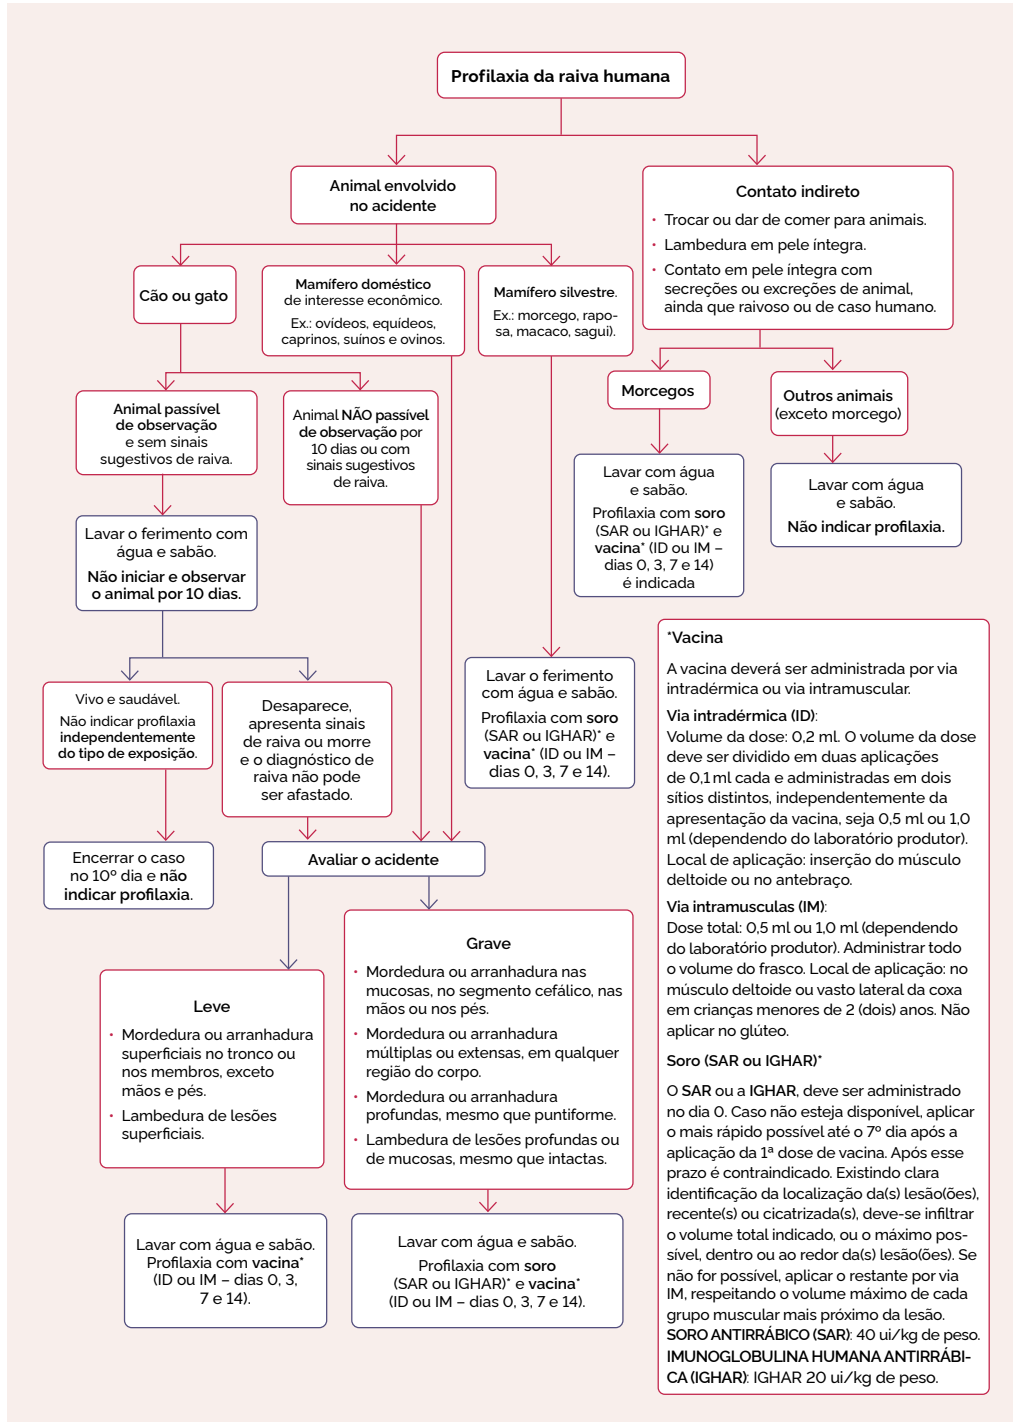 Profilaxia da raiva humana
Animal envolvido
no acidente
Contato indireto
• Trocar ou dar de comer para animais.
• Lambedura em pele íntegra.
• Contato em pele íntegra com
secreções ou excreções de animal,
ainda que raivoso ou de caso humano.
Cão ou gato
Mamífero doméstico
de interesse econômico.
Ex.: ovídeos, equídeos,
caprinos, suínos e ovinos.
Mamífero silvestre.
Ex.: morcego, rapo-
sa, macaco, sagui).
Morcegos
Outros animais
(exceto morcego)
Animal passível
de observação
e sem sinais
sugestivos de raiva.
Animal NÃO passível
de observação por
10 dias ou com
sinais sugestivos
de raiva.
Lavar com água
e sabão.
Profilaxia com soro
(SAR ou IGHAR)* e
vacina* (ID ou IM –
dias 0, 3, 7 e 14)
é indicada
Lavar com água
e sabão.
Não indicar profilaxia.
Lavar o ferimento com
água e sabão.
Não iniciar e observar
o animal por 10 dias.
Vivo e saudável.
Não indicar profilaxia
independentemente
do tipo de exposição.
Desaparece,
apresenta sinais
de raiva ou morre
e o diagnóstico de
raiva não pode
ser afastado.
Lavar o ferimento
com água e sabão.
Profilaxia com soro
(SAR ou IGHAR)* e
vacina* (ID ou IM –
dias 0, 3, 7 e 14).
Encerrar o caso
no 10º dia e não
indicar profilaxia.
Avaliar o acidente
Leve
• Mordedura ou arranhadura
superficiais no tronco ou
nos membros, exceto
mãos e pés.
• Lambedura de lesões
superficiais.
Grave
• Mordedura ou arranhadura nas
mucosas, no segmento cefálico, nas
mãos ou nos pés.
• Mordedura ou arranhadura
múltiplas ou extensas, em qualquer
região do corpo.
• Mordedura ou arranhadura
profundas, mesmo que puntiforme.
• Lambedura de lesões profundas ou
de mucosas, mesmo que intactas.
Lavar com água e sabão.
Profilaxia com vacina*
(ID ou IM – dias 0, 3,
7 e 14).
Lavar com água e sabão.
Profilaxia com soro
(SAR ou IGHAR)* e vacina*
(ID ou IM – dias 0, 3, 7 e 14).
*Vacina
A vacina deverá ser administrada por via
intradérmica ou via intramuscular.
Via intradérmica (ID):
Volume da dose: 0,2 ml. O volume da dose
deve ser dividido em duas aplicações
de 0,1 ml cada e administradas em dois
sítios distintos, independentemente da
apresentação da vacina, seja 0,5 ml ou 1,0
ml (dependendo do laboratório produtor).
Local de aplicação: inserção do músculo
deltoide ou no antebraço.
Via intramusculas (IM):
Dose total: 0,5 ml ou 1,0 ml (dependendo
do laboratório produtor). Administrar todo
o volume do frasco. Local de aplicação: no
músculo deltoide ou vasto lateral da coxa
em crianças menores de 2 (dois) anos. Não
aplicar no glúteo.
Soro (SAR ou IGHAR)*
O SAR ou a IGHAR, deve ser administrado
no dia 0. Caso não esteja disponível, aplicar
o mais rápido possível até o 7º dia após a
aplicação da 1ª dose de vacina. Após esse
prazo é contraindicado. Existindo clara
identificação da localização da(s) lesão(ões),
recente(s) ou cicatrizada(s), deve-se infiltrar
o volume total indicado, ou o máximo pos-
sível, dentro ou ao redor da(s) lesão(ões). Se
não for possível, aplicar o restante por via
IM, respeitando o volume máximo de cada
grupo muscular mais próximo da lesão.
SORO ANTIRRÁBICO (SAR): 40 ui/kg de peso.
IMUNOGLOBULINA HUMANA ANTIRRÁBI-
CA (IGHAR): IGHAR 20 ui/kg de peso.